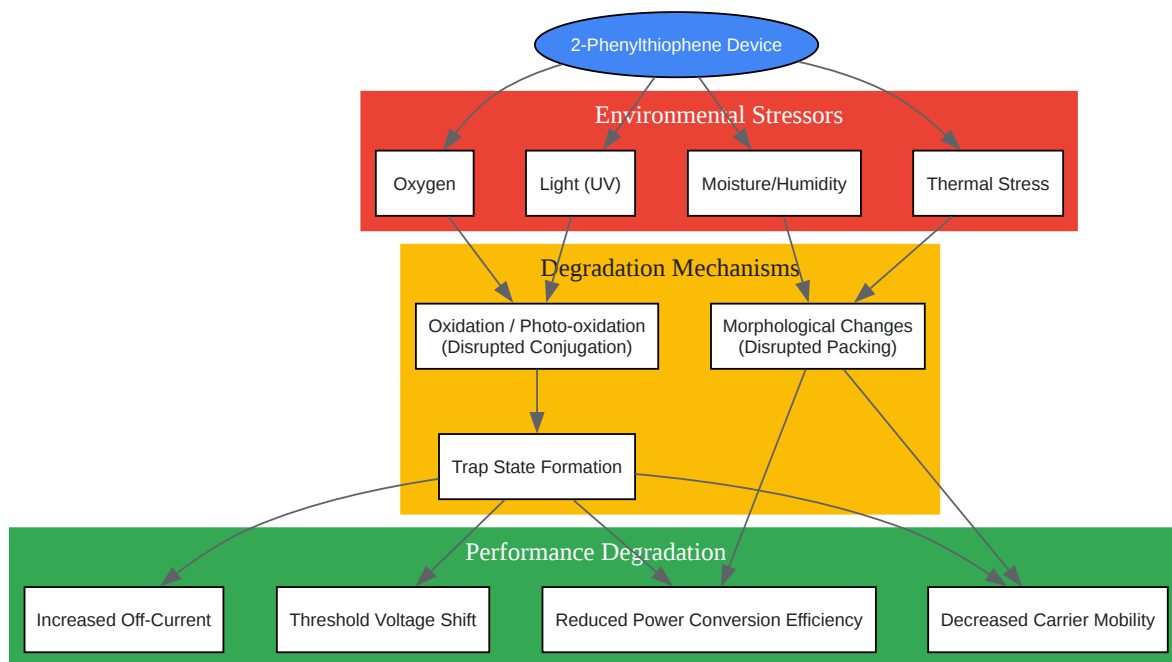 2-Phenylthiophene Device
Environmental Stressors
Oxygen
Light (UV)
Moisture/Humidity
Thermal Stress
Degradation Mechanisms
Oxidation / Photo-oxidation
(Disrupted Conjugation)
Morphological Changes
(Disrupted Packing)
Trap State Formation
Performance Degradation
Increased Off-Current
Threshold Voltage Shift
Reduced Power Conversion Efficiency
Decreased Carrier Mobility